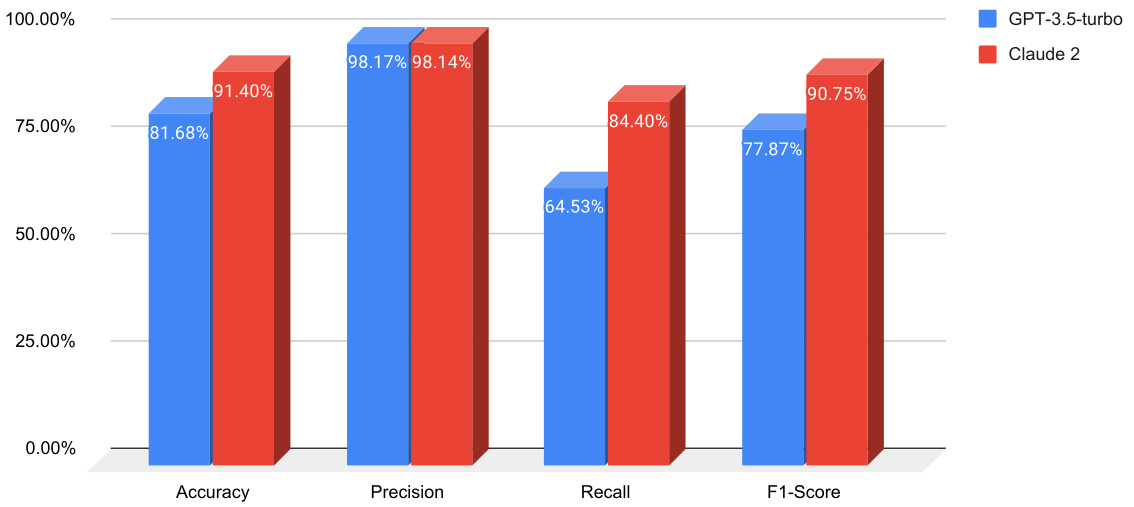 100.00%
75.00%
50.00%
25.00%
0.00%
81.68%
91.40%
98.17%
98.14%
64.53%
84.40%
77.87%
90.75%
Accuracy
Precision
Recall
F1-Score
GPT-3.5-turbo
Claude 2